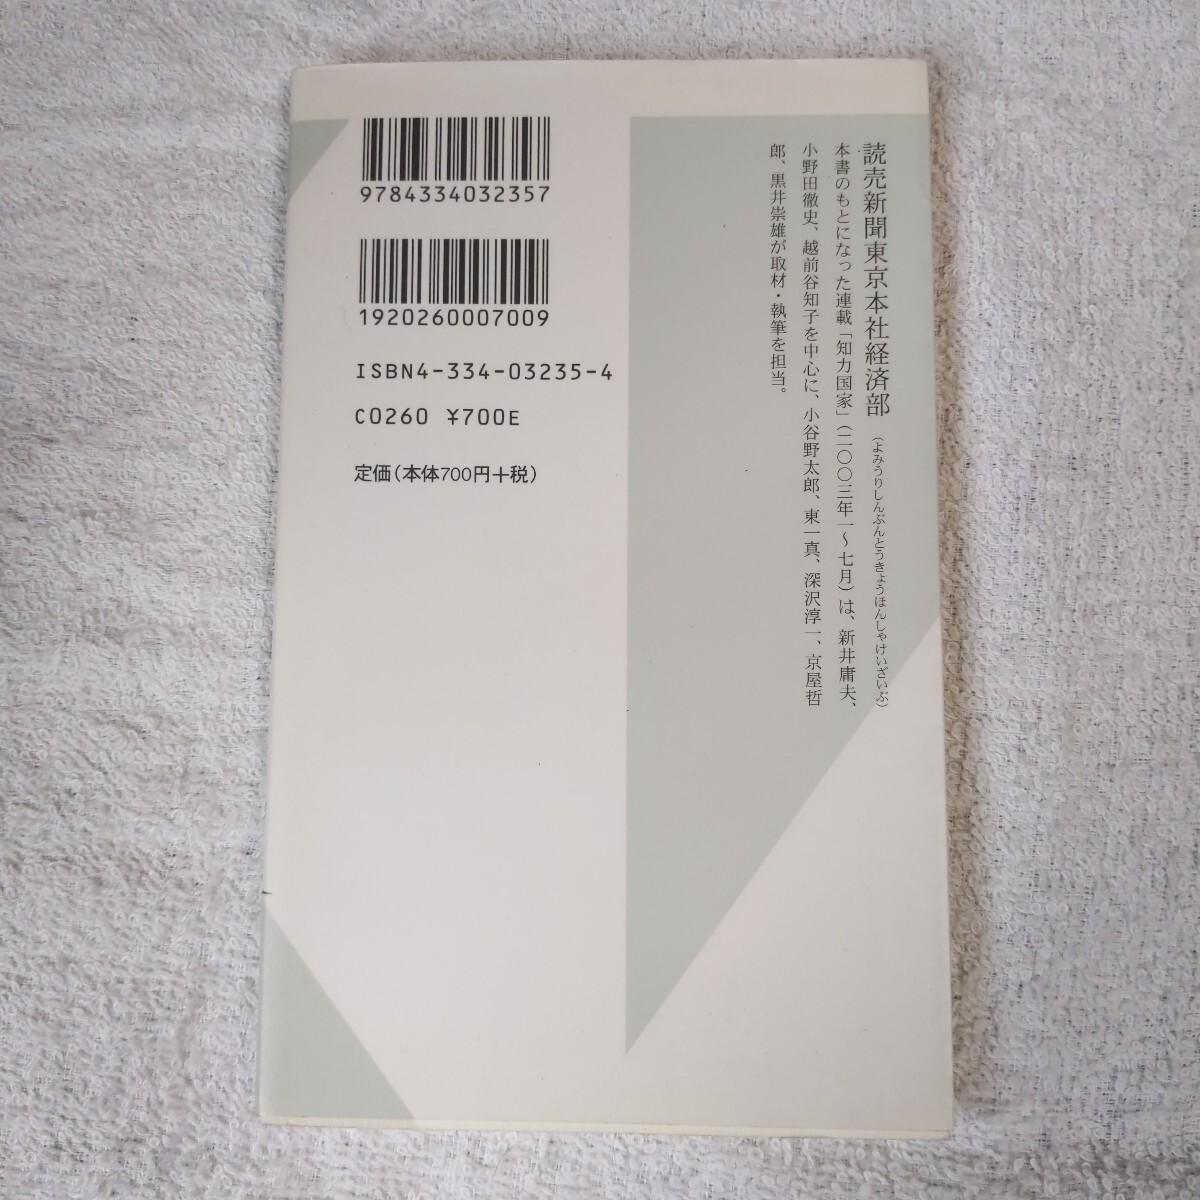 読売新聞東京本社経済部（よみうりしんぶんとうきょうほんしゃけいざいぶ）
本書のもとになった連載「知力国家」（二〇〇三年一～七月）は、新井庸夫、
小野田徹史、越前谷知子を中心に、小谷野太郎、東一真、深沢淳一、京屋哲
郎、黒井崇雄が取材・執筆を担当。
9784334032357
1920260007009
ISBN4-334-03235-4
C0260 ¥700E
定価(本体700円+税)